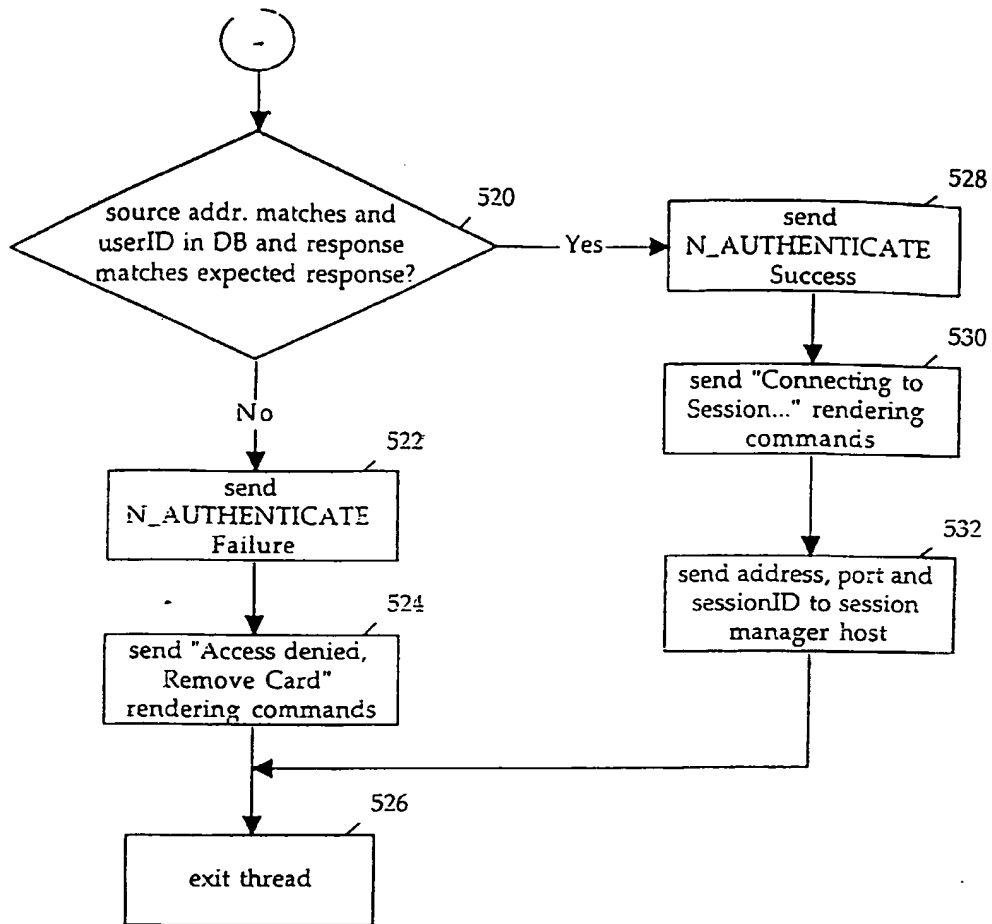 520
source addr. matches and
userID in DB and response
matches expected response?
Yes
528
send
N_AUTHENTICATE
Success
530
send "Connecting to
Session..." rendering
commands
532
send address, port and
sessionID to session
manager host
No
522
send
N_AUTHENTICATE
Failure
524
send "Access denied,
Remove Card"
rendering commands
526
exit thread